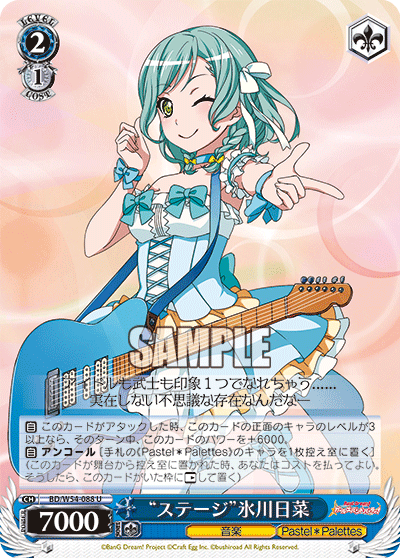 LEVEL
2
1
COST
SAMPLE
アイドルも武士も印象1つでなれちゃう……
実在しない不思議な存在なんだなー
自 このカードがアタックした時、このカードの正面のキャラのレベルが3
以上なら、そのターン中、このカードのパワーを+6000。
自 アンコール [手札の《Pastel*Palettes》のキャラを1枚控え室に置く]
（このカードが舞台から控え室に置かれた時、あなたはコストを払ってよい。
そうしたら、このカードがいた枠にレストして置く）
CH BD/W54-088 U
7000
"ステージ"氷川日菜
音楽
Pastel*Palettes
©BanG Dream! Project ©Craft Egg Inc. ©bushiroad All Rights Reserved.